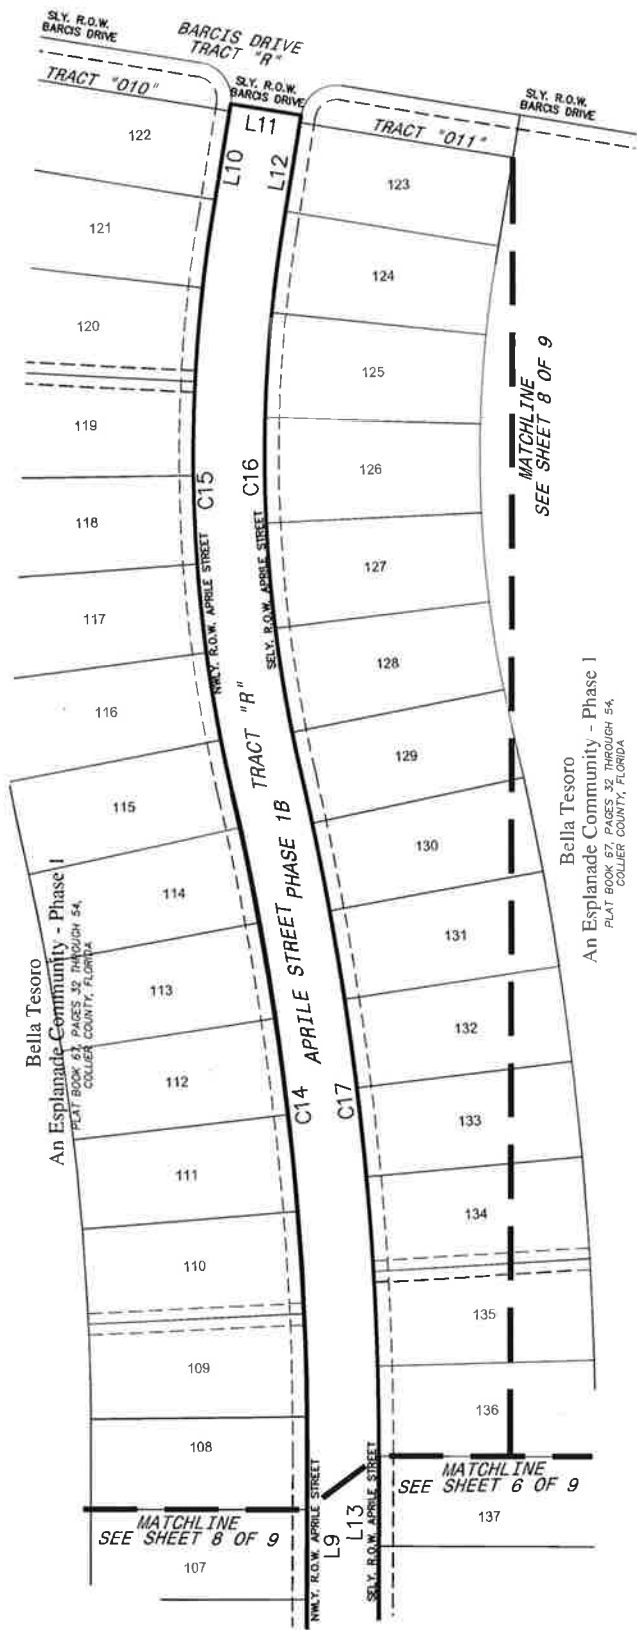 SLY. R.O.W.
BARCIS DRIVE
BARCIS DRIVE
TRACT "R"
SLY. R.O.W.
BARCIS DRIVE
SLY. R.O.W.
BARCIS DRIVE
TRACT "010"
TRACT "011"
L11
L10
L12
122
121
120
119
118
117
116
115
114
113
112
111
110
109
108
107
123
124
125
126
127
128
129
130
131
132
133
134
135
136
137
MATCHLINE
SEE SHEET 8 OF 9
C15
C16
NWLY. R.O.W. APRILE STREET
SELY. R.O.W. APRILE STREET
TRACT "R"
APRILE STREET PHASE 1B
C14
C17
Bella Tesoro
An Esplanade Community - Phase 1
PLAT BOOK 67, PAGES 32 THROUGH 54,
COLLIER COUNTY, FLORIDA
Bella Tesoro
An Esplanade Community - Phase 1
PLAT BOOK 67, PAGES 32 THROUGH 54,
COLLIER COUNTY, FLORIDA
MATCHLINE
SEE SHEET 8 OF 9
MATCHLINE
SEE SHEET 6 OF 9
NWLY. R.O.W. APRILE STREET
L9
L13
SELY. R.O.W. APRILE STREET